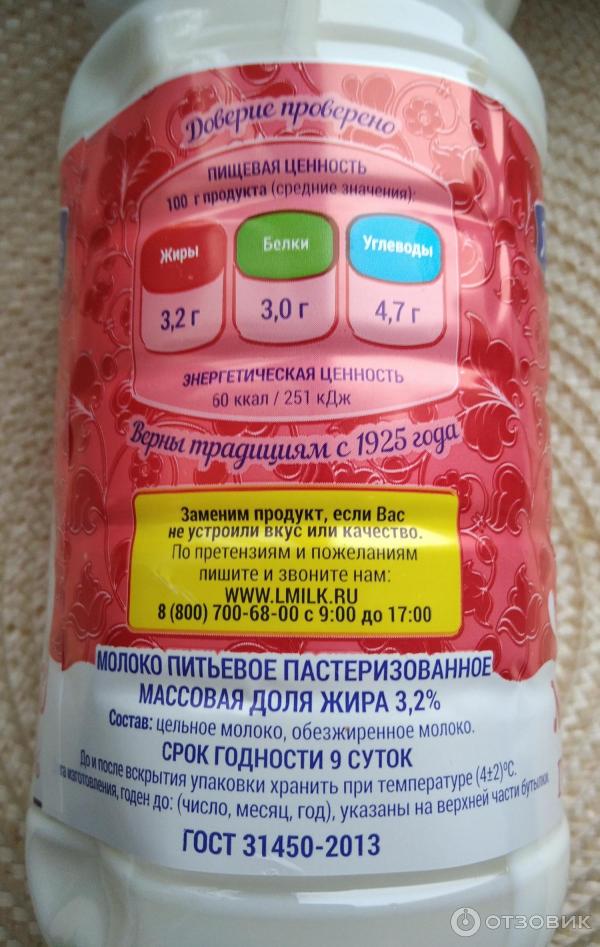 Доверие проверено
ПИЩЕВАЯ ЦЕННОСТЬ
100 г продукта (средние значения):
Жиры Белки Углеводы
3,2 г 3,0 г 4,7 г
ЭНЕРГЕТИЧЕСКАЯ ЦЕННОСТЬ
60 ккал / 251 кДж
Верны традициям с 1925 года
Заменим продукт, если Вас
не устроили вкус или качество.
По претензиям и пожеланиям
пишите и звоните нам:
WWW.LMILK.RU
8 (800) 700-68-00 с 9:00 до 17:00
МОЛОКО ПИТЬЕВОЕ ПАСТЕРИЗОВАННОЕ
МАССОВАЯ ДОЛЯ ЖИРА 3,2%
Состав: цельное молоко, обезжиренное молоко.
СРОК ГОДНОСТИ 9 СУТОК
До и после вскрытия упаковки хранить при температуре (4±2)°С.
та изготовления, годен до: (число, месяц, год), указаны на верхней части бутылки
ГОСТ 31450-2013
ОТЗОВИК